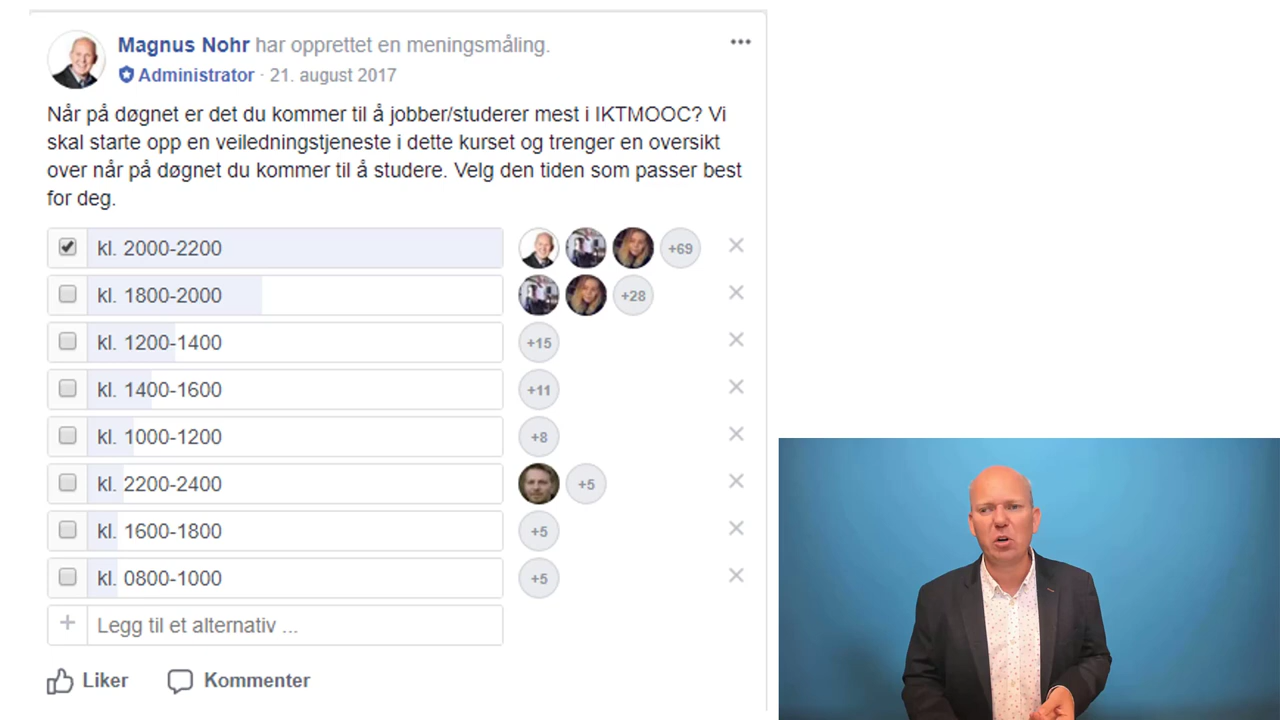 Magnus Nohr har opprettet en meningsmåling.
Administrator · 21. august 2017
Når på døgnet er det du kommer til å jobber/studerer mest i IKTMOOC? Vi
skal starte opp en veiledningstjeneste i dette kurset og trenger en oversikt
over når på døgnet du kommer til å studere. Velg den tiden som passer best
for deg.
kl. 2000-2200 +69
kl. 1800-2000 +28
kl. 1200-1400 +15
kl. 1400-1600 +11
kl. 1000-1200 +8
kl. 2200-2400 +5
kl. 1600-1800 +5
kl. 0800-1000 +5
+ Legg til et alternativ ...
Liker Kommenter